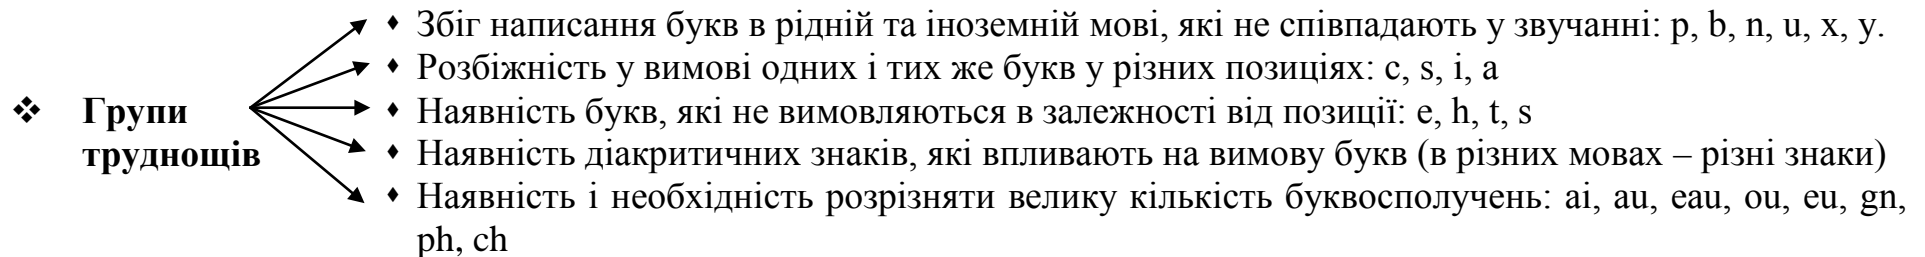 ❖ Групи труднощів
⬧ Збіг написання букв в рідній та іноземній мові, які не співпадають у звучанні: p, b, n, u, x, y.
⬧ Розбіжність у вимові одних і тих же букв у різних позиціях: c, s, i, a
⬧ Наявність букв, які не вимовляються в залежності від позиції: e, h, t, s
⬧ Наявність діакритичних знаків, які впливають на вимову букв (в різних мовах – різні знаки)
⬧ Наявність і необхідність розрізняти велику кількість буквосполучень: ai, au, eau, ou, eu, gn,
ph, ch